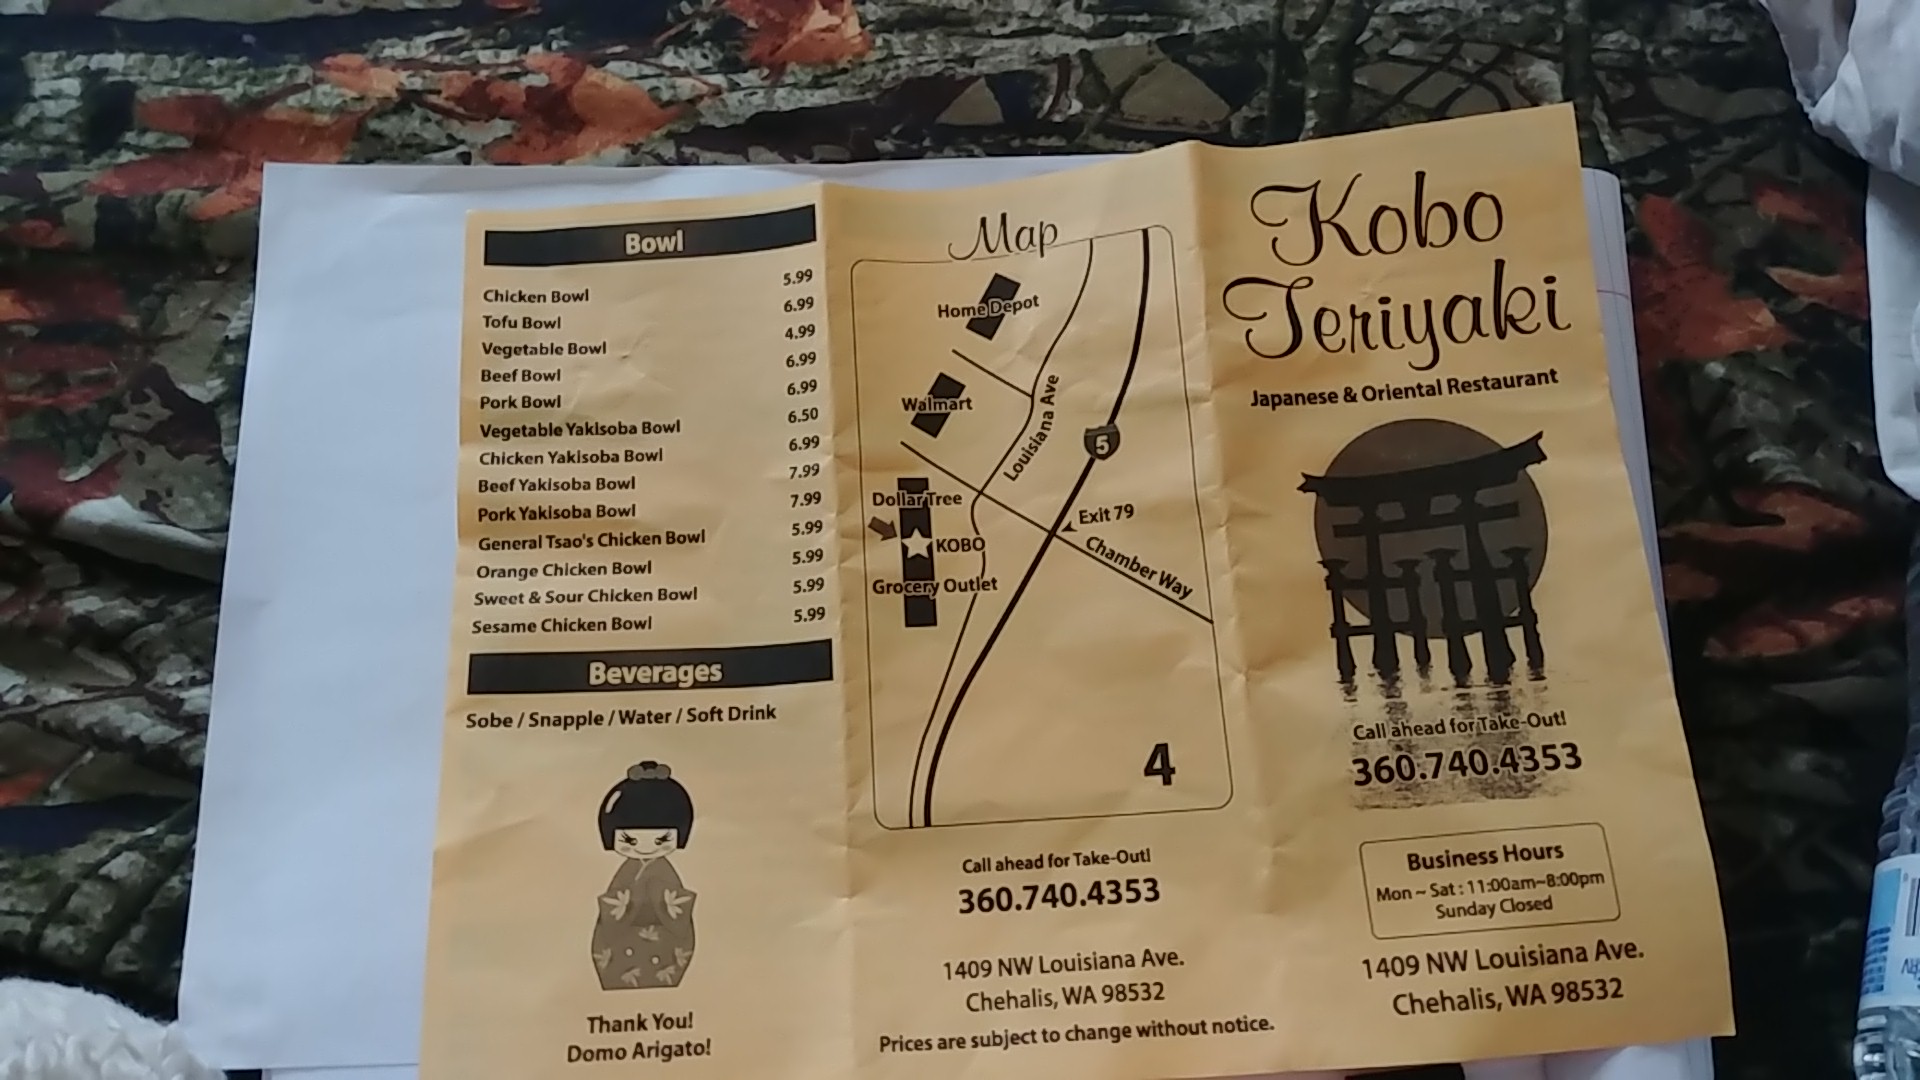 Bowl
Chicken Bowl 5.99
Tofu Bowl 6.99
Vegetable Bowl 4.99
Beef Bowl 6.99
Pork Bowl 6.99
Vegetable Yakisoba Bowl 6.50
Chicken Yakisoba Bowl 6.99
Beef Yakisoba Bowl 7.99
Pork Yakisoba Bowl 7.99
General Tsao's Chicken Bowl 5.99
Orange Chicken Bowl 5.99
Sweet & Sour Chicken Bowl 5.99
Sesame Chicken Bowl 5.99
Beverages
Sobe / Snapple / Water / Soft Drink
Thank You!
Domo Arigato!
Map
Home Depot
Walmart
Louisiana Ave
5
Dollar Tree
Exit 79
KOBO
Chamber Way
Grocery Outlet
4
Call ahead for Take-Out!
360.740.4353
1409 NW Louisiana Ave.
Chehalis, WA 98532
Prices are subject to change without notice.
Kobo
Teriyaki
Japanese & Oriental Restaurant
Call ahead for Take-Out!
360.740.4353
Business Hours
Mon ~ Sat : 11:00am~8:00pm
Sunday Closed
1409 NW Louisiana Ave.
Chehalis, WA 98532